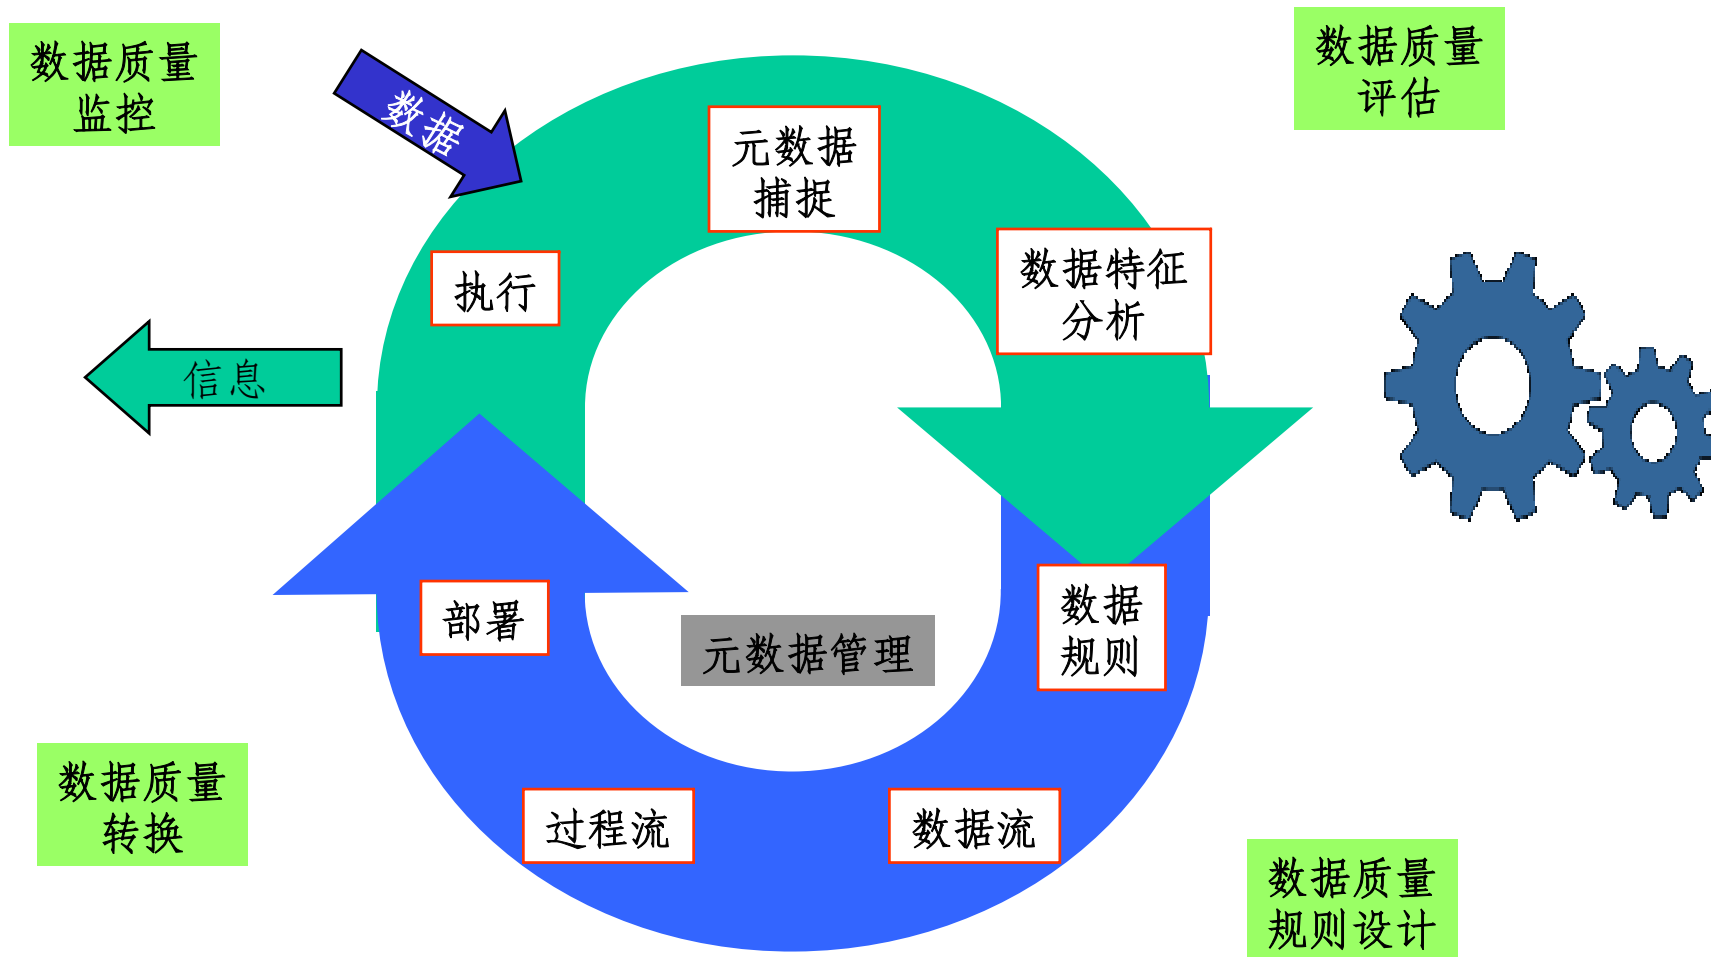 数据质量
监控
数据
数据质量
评估
元数据
捕捉
执行
数据特征
分析
信息
部署
数据
规则
元数据管理
数据质量
转换
过程流
数据流
数据质量
规则设计